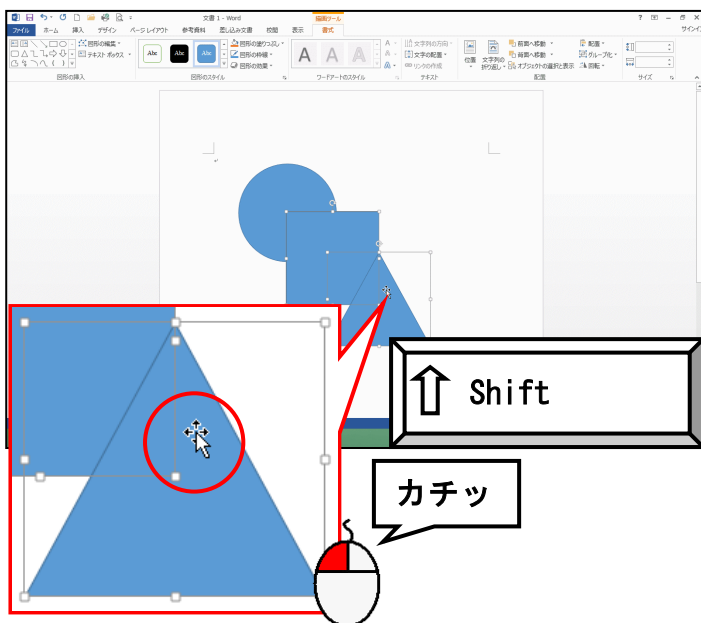 文書 1 - Word
描画ツール
サインイン
ファイル ホーム 挿入 デザイン ページ レイアウト 参考資料 差し込み文書 校閲 表示 書式
図形の編集
テキスト ボックス
図形の挿入
Abc Abc Abc
図形の塗りつぶし
図形の枠線
図形の効果
図形のスタイル
A A A
ワードアートのスタイル
文字列の方向
文字の配置
リンクの作成
テキスト
位置
文字列の
折り返し
前面へ移動
背面へ移動
オブジェクトの選択と表示
配置
グループ化
回転
配置
サイズ
Shift
カチッ